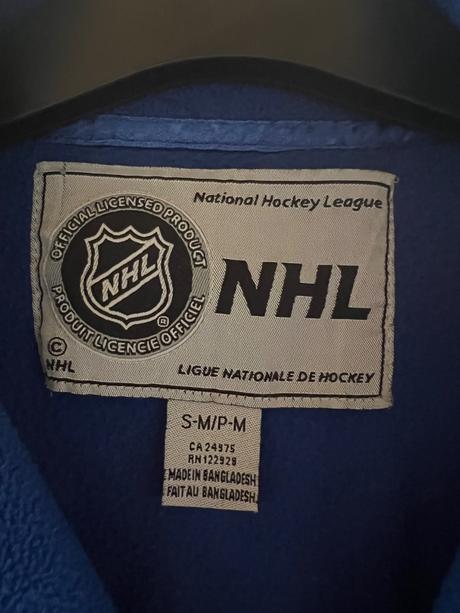 National Hockey League
OFFICIAL LICENSED PRODUCT
NHL
®
PRODUIT LICENCIE OFFICIEL
NHL
©
NHL
LIGUE NATIONALE DE HOCKEY
S-M/P-M
CA 24975
RN 122929
MADE IN BANGLADESH
FAIT AU BANGLADESH